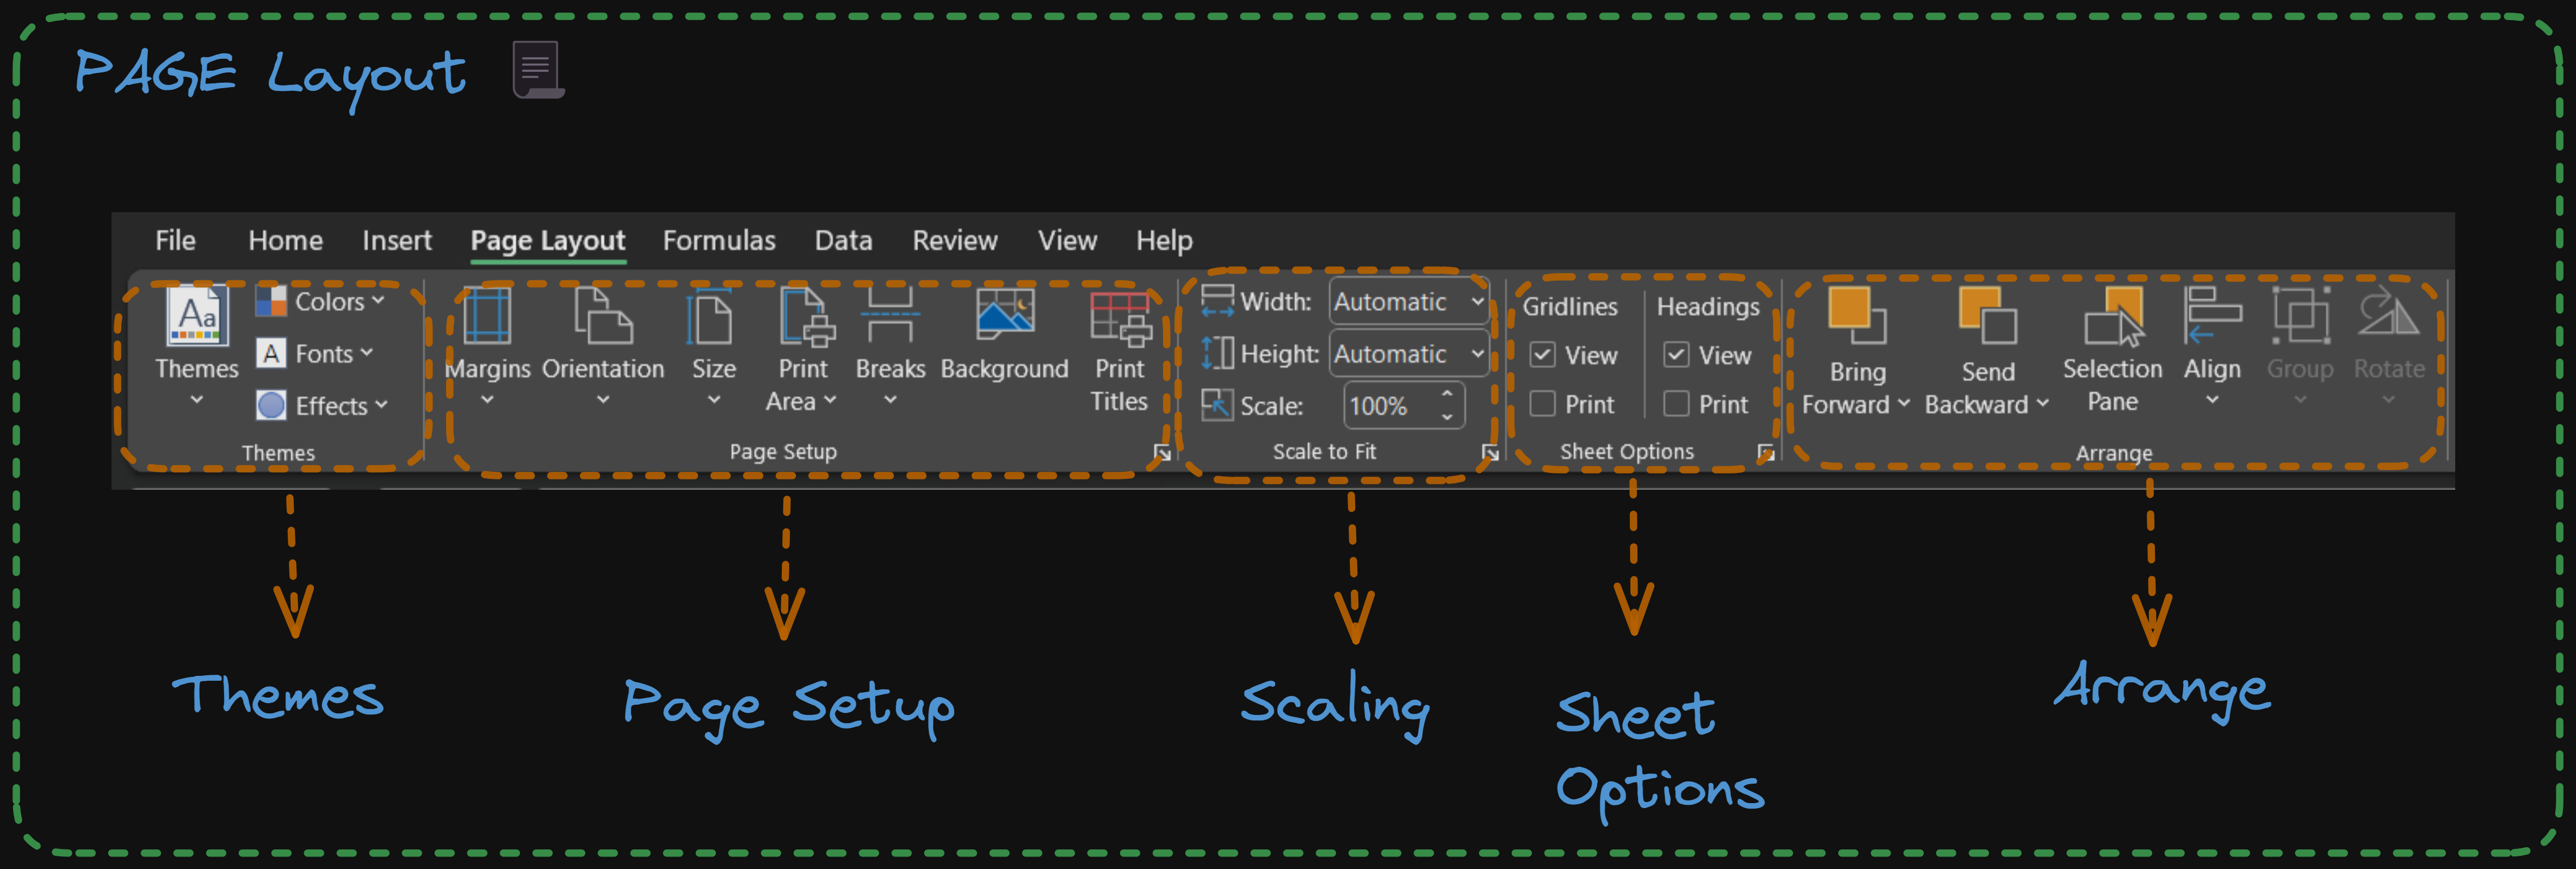 PAGE Layout
File Home Insert Page Layout Formulas Data Review View Help
Aa
Themes
Colors
A Fonts
Effects
Themes
Margins
Orientation
Size
Print
Area
Breaks
Background
Print
Titles
Page Setup
Width: Automatic
Height: Automatic
Scale: 100%
Scale to Fit
Gridlines
View
Print
Headings
View
Print
Sheet Options
Bring
Forward
Send
Backward
Selection
Pane
Align
Group
Rotate
Arrange
Themes
Page Setup
Scaling
Sheet
Options
Arrange